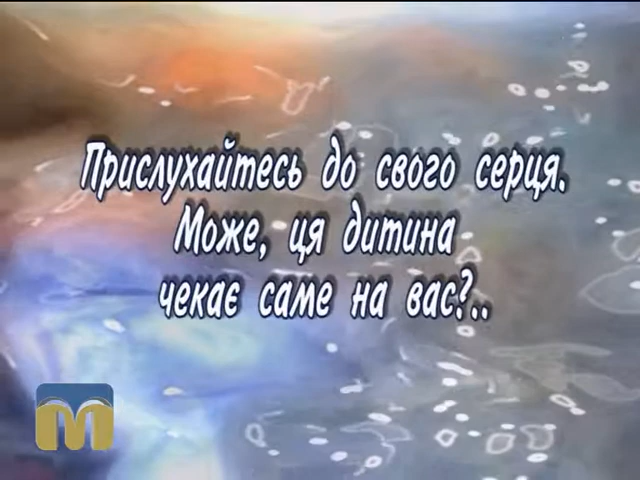 Прислухайтесь до свого серця.
Може, ця дитина
чекає саме на вас?..
М